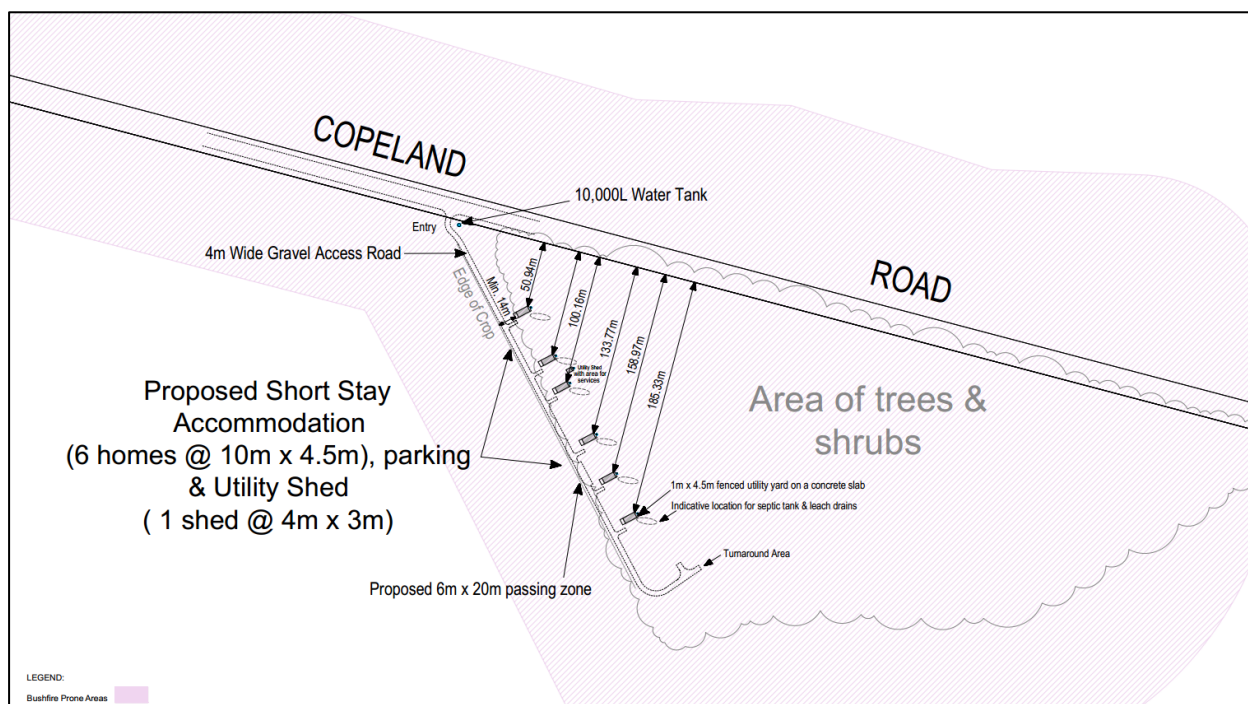 COPELAND
10,000L Water Tank
Entry
4m Wide Gravel Access Road
ROAD
Edge of Crop
Min. 14m
50.94m
100.16m
133.77m
158.97m
185.33m
Utility Shed
with area for
services
Proposed Short Stay
Accommodation
(6 homes @ 10m x 4.5m), parking
& Utility Shed
( 1 shed @ 4m x 3m)
Area of trees &
shrubs
1m x 4.5m fenced utility yard on a concrete slab
Indicative location for septic tank & leach drains
Turnaround Area
Proposed 6m x 20m passing zone
LEGEND:
Bushfire Prone Areas